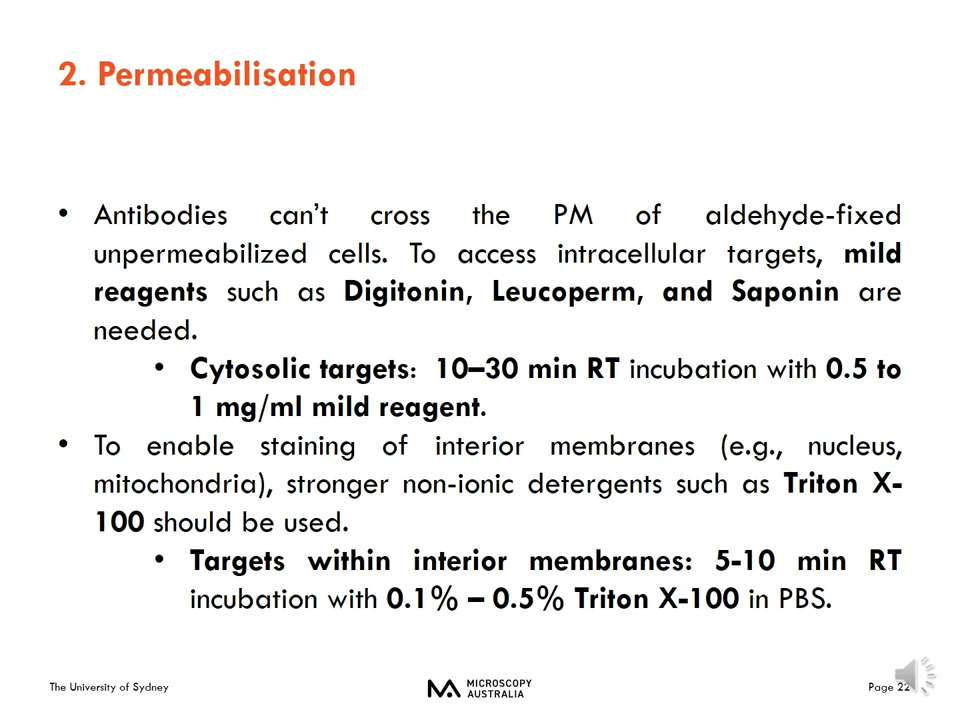 2. Permeabilisation
• Antibodies can’t cross the PM of aldehyde-fixed
unpermeabilized cells. To access intracellular targets, mild
reagents such as Digitonin, Leucoperm, and Saponin are
needed.
• Cytosolic targets: 10–30 min RT incubation with 0.5 to
1 mg/ml mild reagent.
• To enable staining of interior membranes (e.g., nucleus,
mitochondria), stronger non-ionic detergents such as Triton X-
100 should be used.
• Targets within interior membranes: 5-10 min RT
incubation with 0.1% – 0.5% Triton X-100 in PBS.
The University of Sydney
MICROSCOPY
AUSTRALIA
Page 22